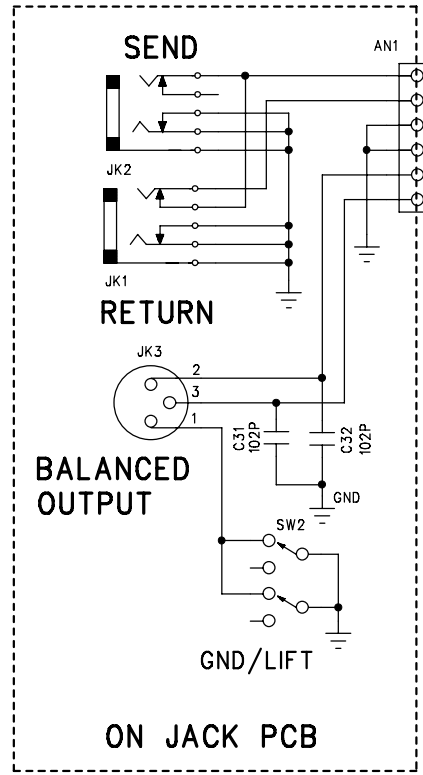 SEND
AN1
JK2
JK1
RETURN
JK3
2
3
1
C31
102P
C32
102P
BALANCED
OUTPUT
GND
SW2
GND/LIFT
ON JACK PCB